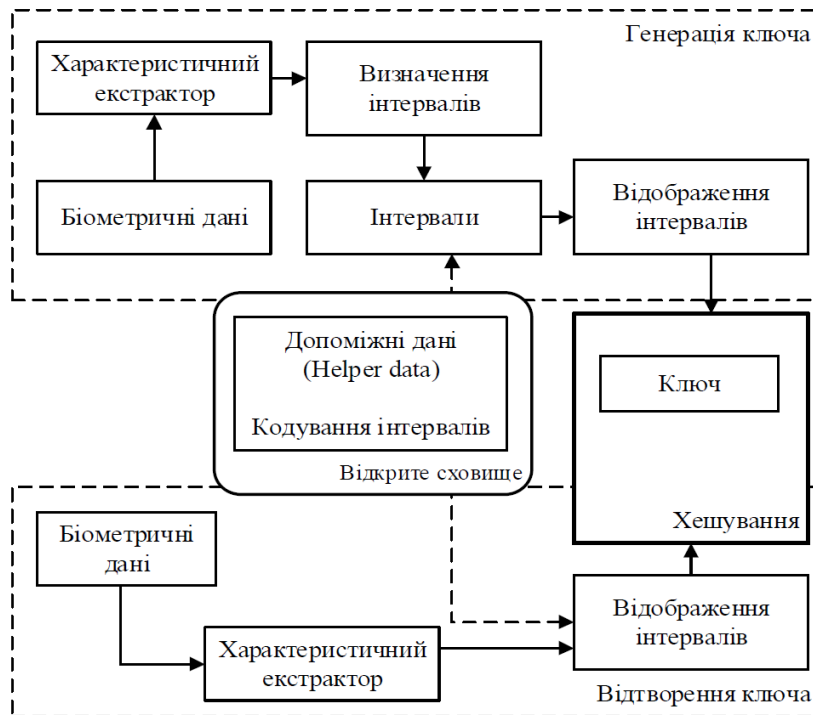 Генерація ключа
Характеристичний
екстрактор
Визначення
інтервалів
Біометричні дані
Інтервали
Відображення
інтервалів
Допоміжні дані
(Helper data)
Кодування інтервалів
Відкрите сховище
Ключ
Хешування
Біометричні
дані
Характеристичний
екстрактор
Відображення
інтервалів
Відтворення ключа